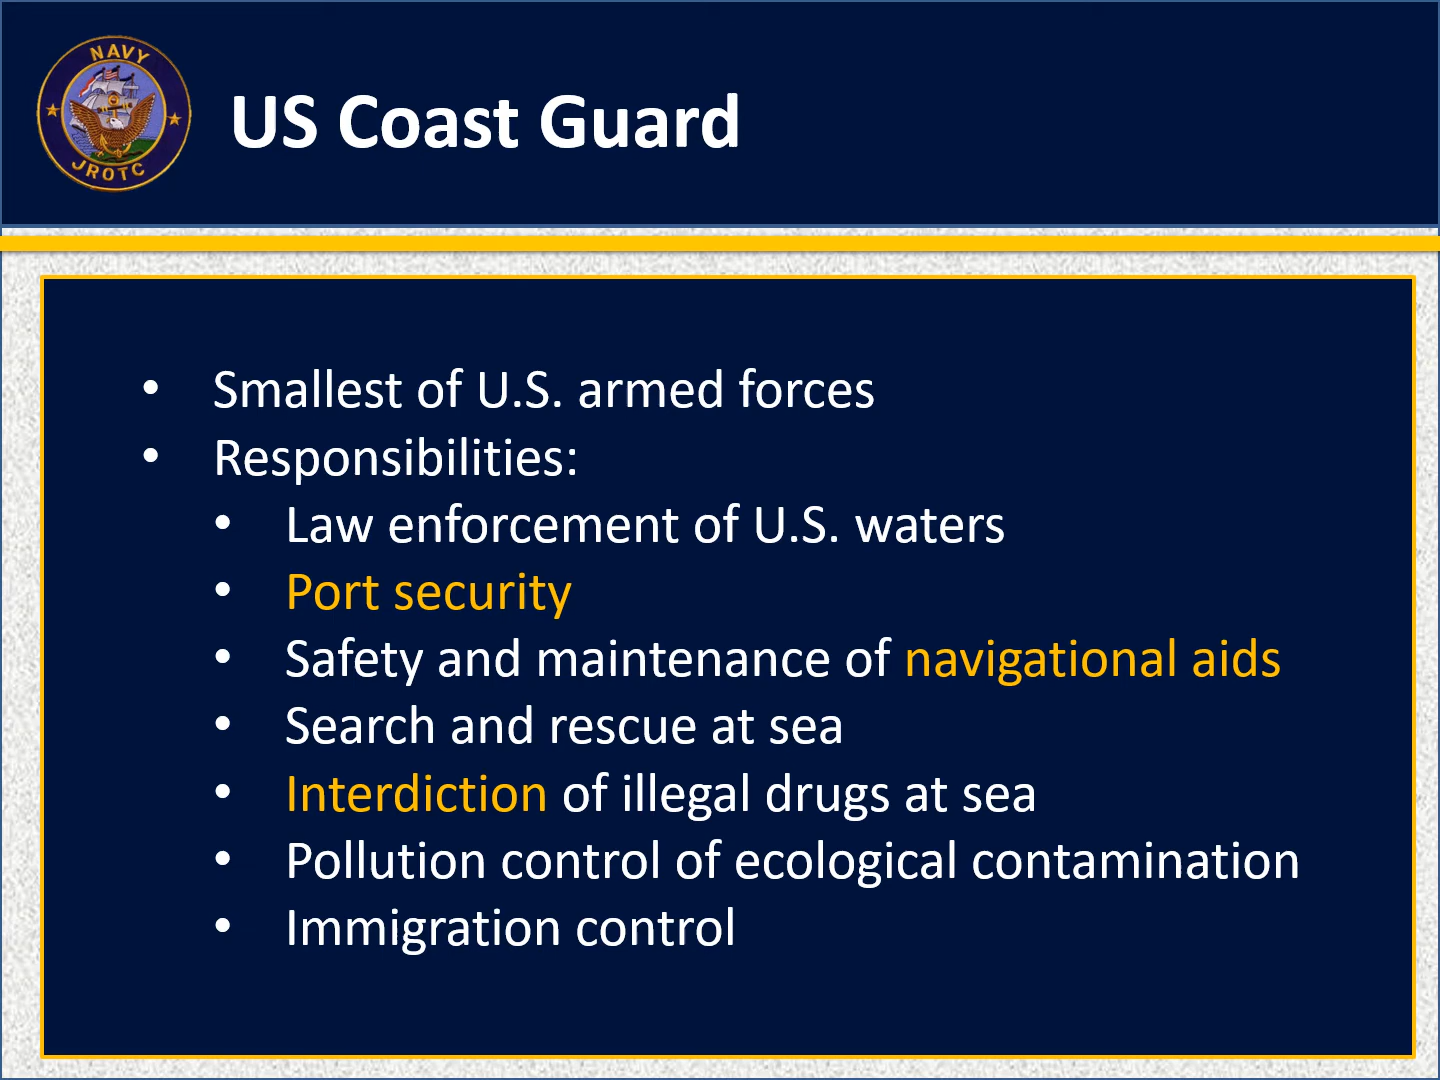 NAVY
JROTC
US Coast Guard
• Smallest of U.S. armed forces
• Responsibilities:
• Law enforcement of U.S. waters
• Port security
• Safety and maintenance of navigational aids
• Search and rescue at sea
• Interdiction of illegal drugs at sea
• Pollution control of ecological contamination
• Immigration control